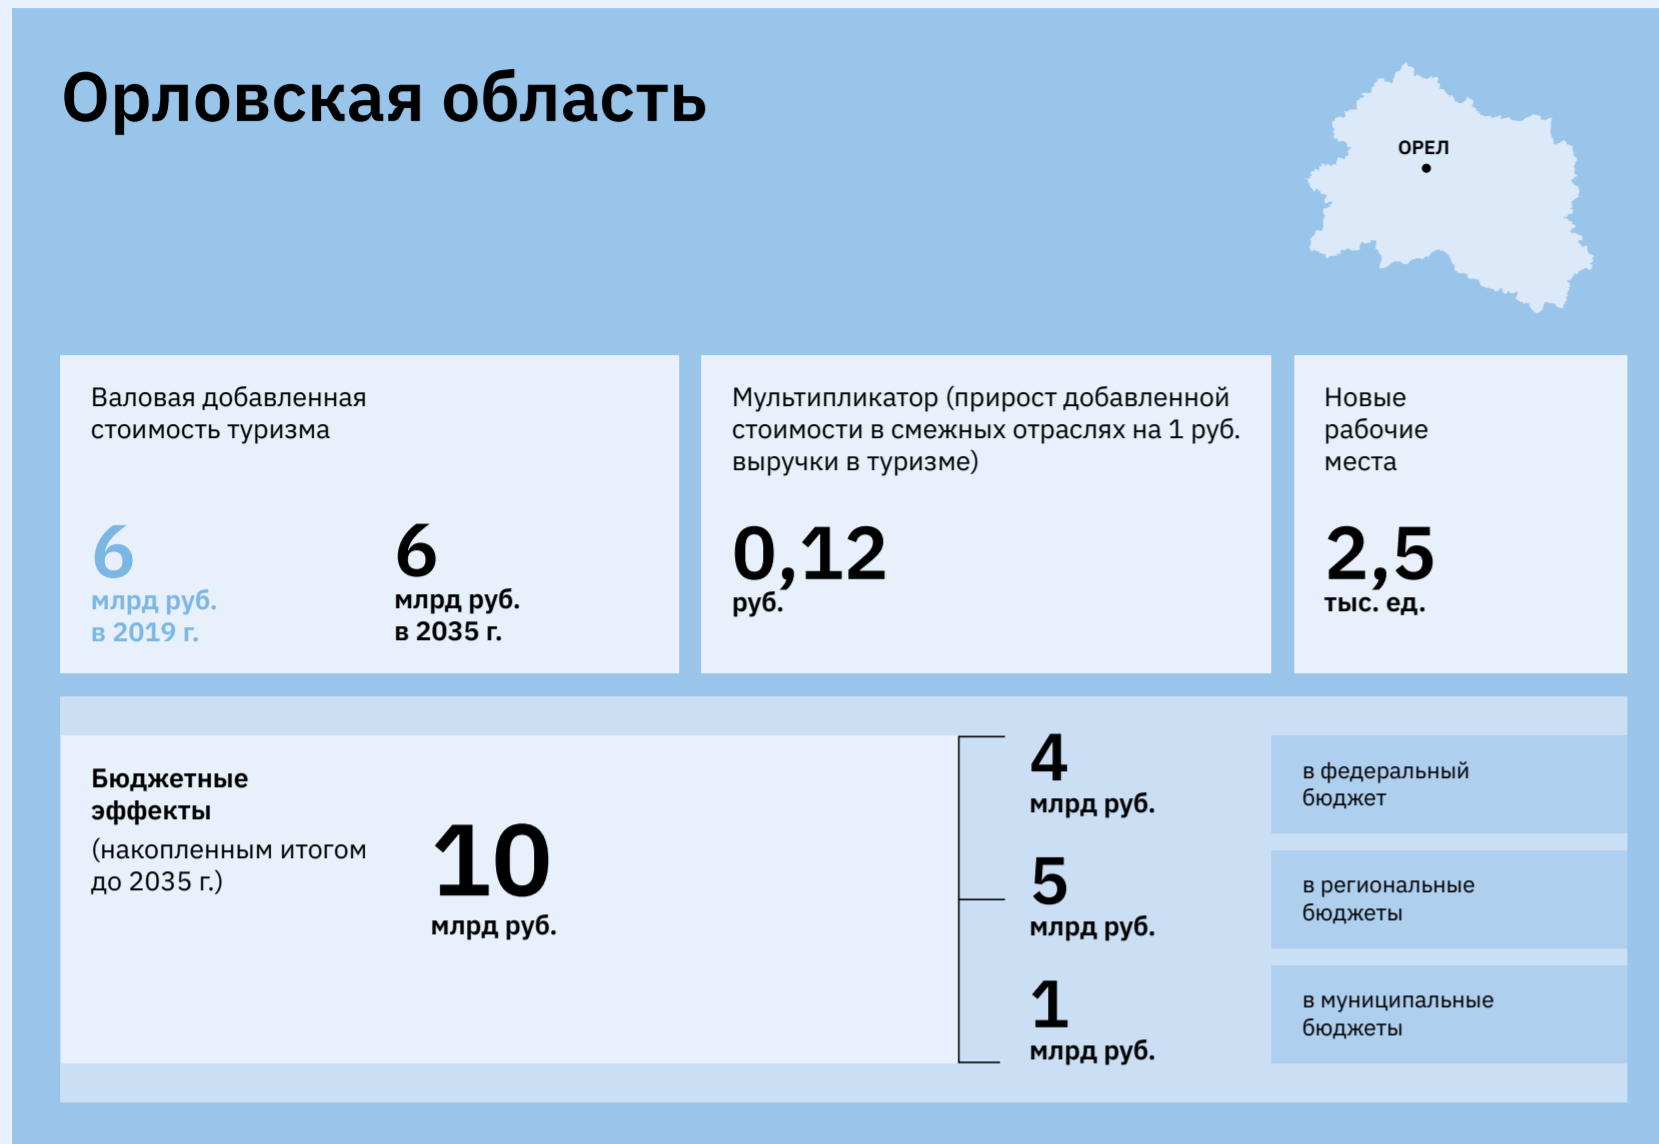 Орловская область
ОРЕЛ
Валовая добавленная
стоимость туризма
6
млрд руб.
в 2019 г.
6
млрд руб.
в 2035 г.
Мультипликатор (прирост добавленной
стоимости в смежных отраслях на 1 руб.
выручки в туризме)
0,12
руб.
Новые
рабочие
места
2,5
тыс. ед.
Бюджетные
эффекты
(накопленным итогом
до 2035 г.)
10
млрд руб.
4
млрд руб.
в федеральный
бюджет
5
млрд руб.
в региональные
бюджеты
1
млрд руб.
в муниципальные
бюджеты